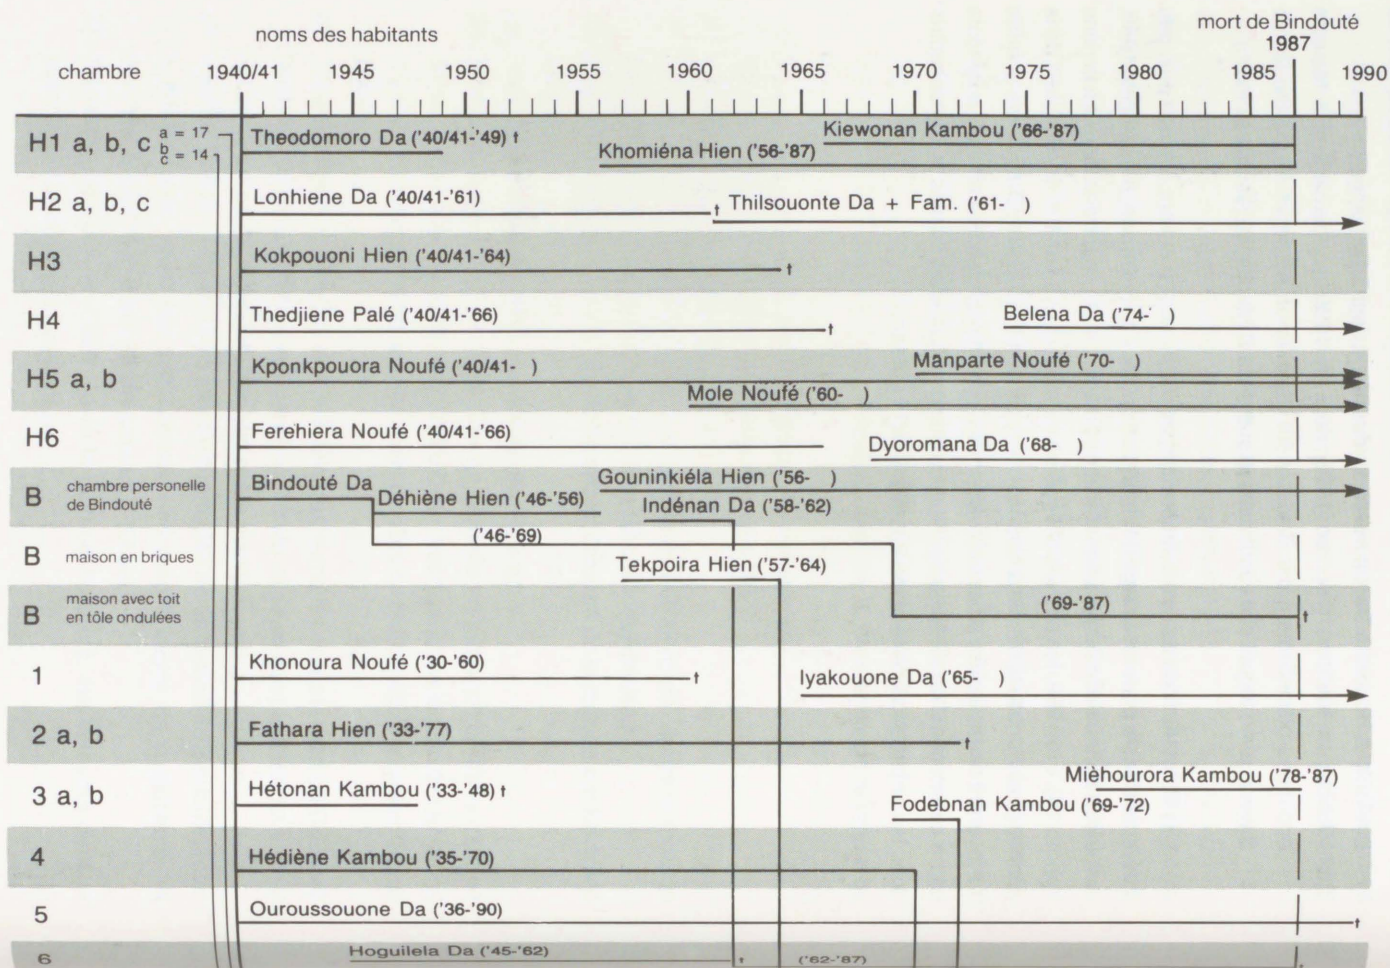 noms des habitants
mort de Bindouté
1987
chambre 1940/41 1945 1950 1955 1960 1965 1970 1975 1980 1985 1990
H1 a, b, c a = 17 b c = 14
Theodomoro Da ('40/41-'49) †
Kiewonan Kambou ('66-'87)
Khomiéna Hien ('56-'87)
H2 a, b, c Lonhiene Da ('40/41-'61) † Thilsouonte Da + Fam. ('61- )
H3 Kokpouoni Hien ('40/41-'64) †
H4 Thedjiene Palé ('40/41-'66) † Belena Da ('74- )
H5 a, b Kponkpouora Noufé ('40/41- ) Manparte Noufé ('70- )
Mole Noufé ('60- )
H6 Ferehiera Noufé ('40/41-'66) Dyoromana Da ('68- )
B chambre personelle de Bindouté
Bindouté Da
Gouninkiéla Hien ('56- )
Déhiène Hien ('46-'56) Indénan Da ('58-'62)
('46-'69)
B maison en briques
Tekpoira Hien ('57-'64)
B maison avec toit en tôle ondulées
('69-'87) †
1 Khonoura Noufé ('30-'60) † Iyakouone Da ('65- )
2 a, b Fathara Hien ('33-'77) †
3 a, b Hétonan Kambou ('33-'48) † Mièhourora Kambou ('78-'87)
Fodebnan Kambou ('69-'72)
4 Hédiène Kambou ('35-'70)
5 Ouroussouone Da ('36-'90) †
6 Hoguilela Da ('45-'62) † ('62-'87)